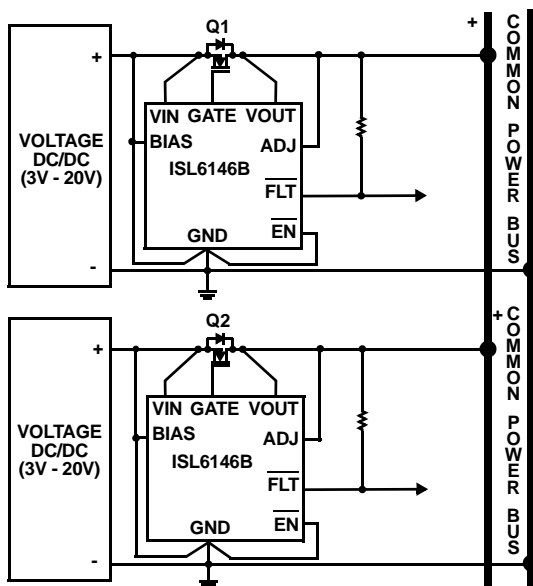 Q1
+
+
COMMON POWER BUS
VIN GATE VOUT
BIAS
ADJ
VOLTAGE
DC/DC
(3V - 20V)
ISL6146B
FLT
EN
GND
-
Q2
+
+
COMMON POWER BUS
VIN GATE VOUT
BIAS
ADJ
VOLTAGE
DC/DC
(3V - 20V)
ISL6146B
FLT
EN
GND
-